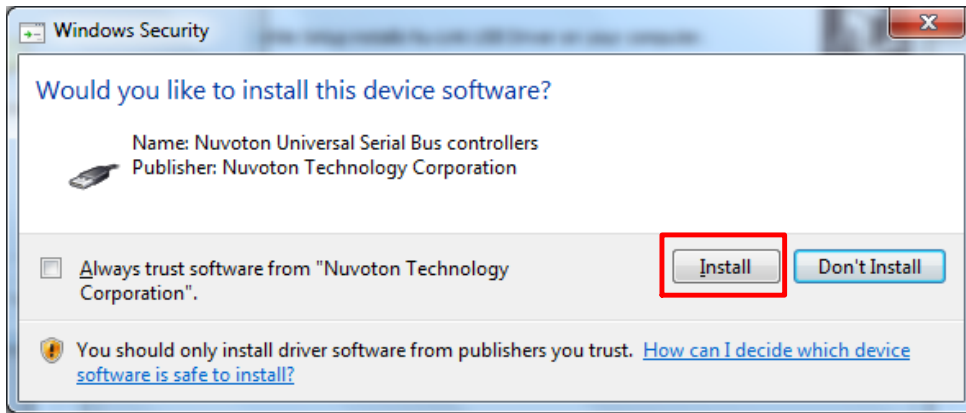 Windows Security
Would you like to install this device software?
Name: Nuvoton Universal Serial Bus controllers
Publisher: Nuvoton Technology Corporation
Always trust software from "Nuvoton Technology
Corporation".
Install
Don't Install
You should only install driver software from publishers you trust. How can I decide which device
software is safe to install?